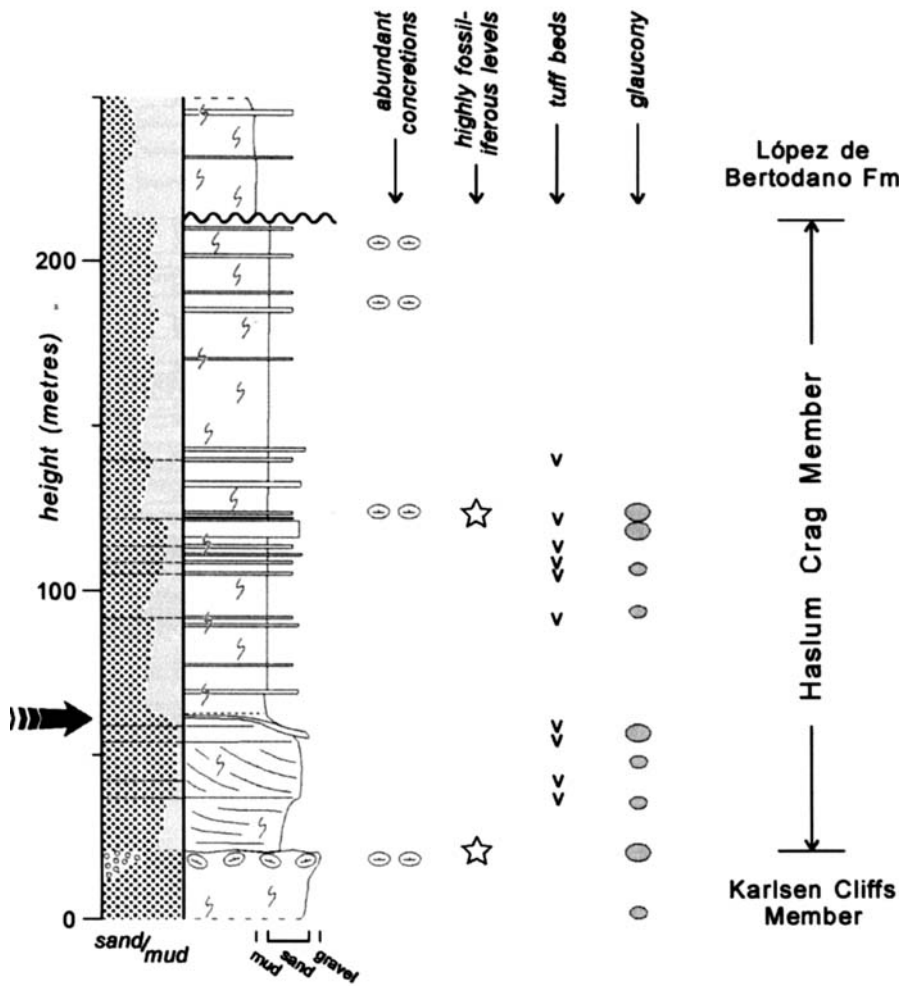 abundant
concretions
highly fossil-
iferous levels
tuff beds
glaucony
López de
Bertodano Fm
200
height (metres)
Haslum Crag Member
100
0
Karlsen Cliffs
Member
sand/
mud
mud
sand
gravel